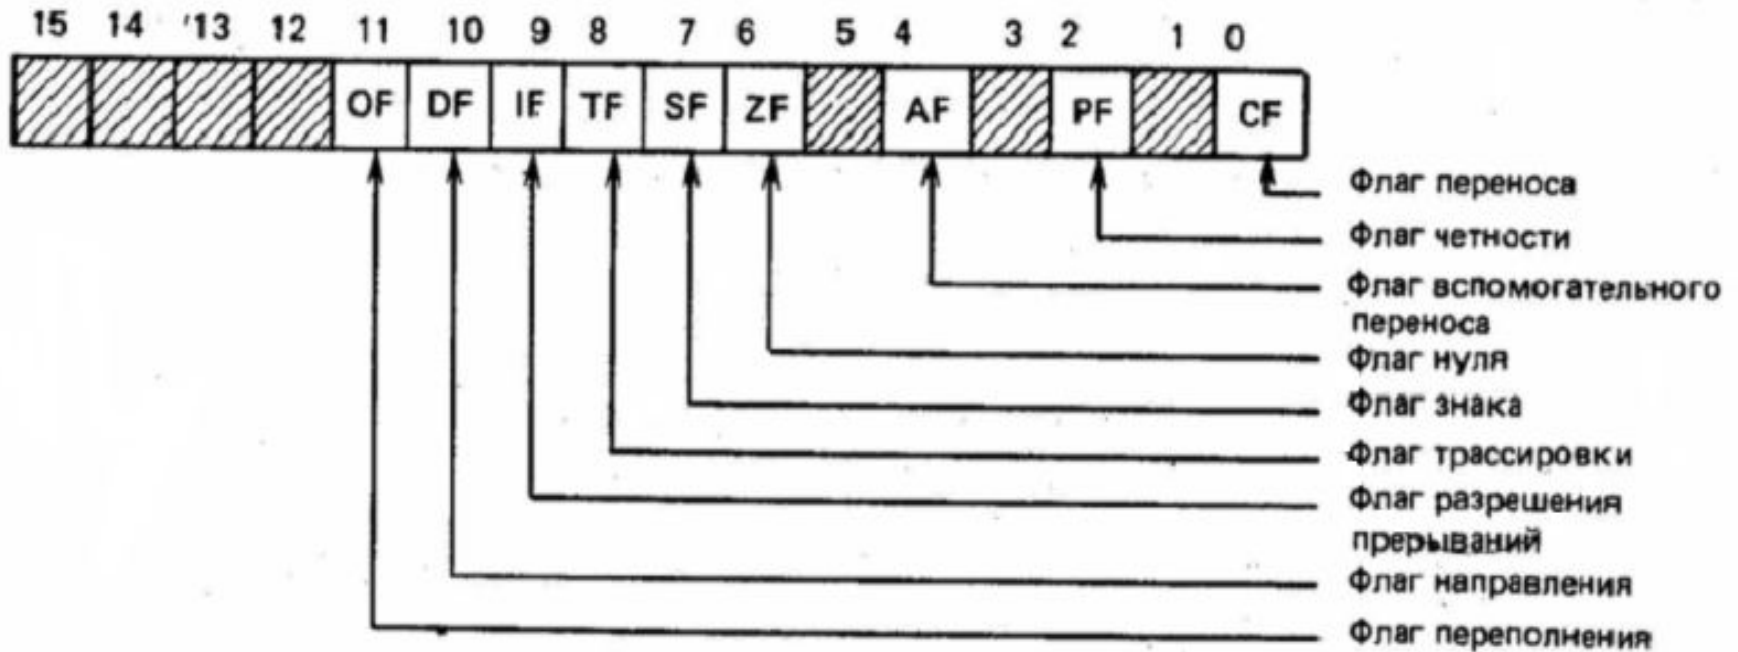 15 14 '13 12 11 10 9 8 7 6 5 4 3 2 1 0
OF DF IF TF SF ZF AF PF CF
Флаг переноса
Флаг четности
Флаг вспомогательного
переноса
Флаг нуля
Флаг знака
Флаг трассировки
Флаг разрешения
прерываний
Флаг направления
Флаг переполнения